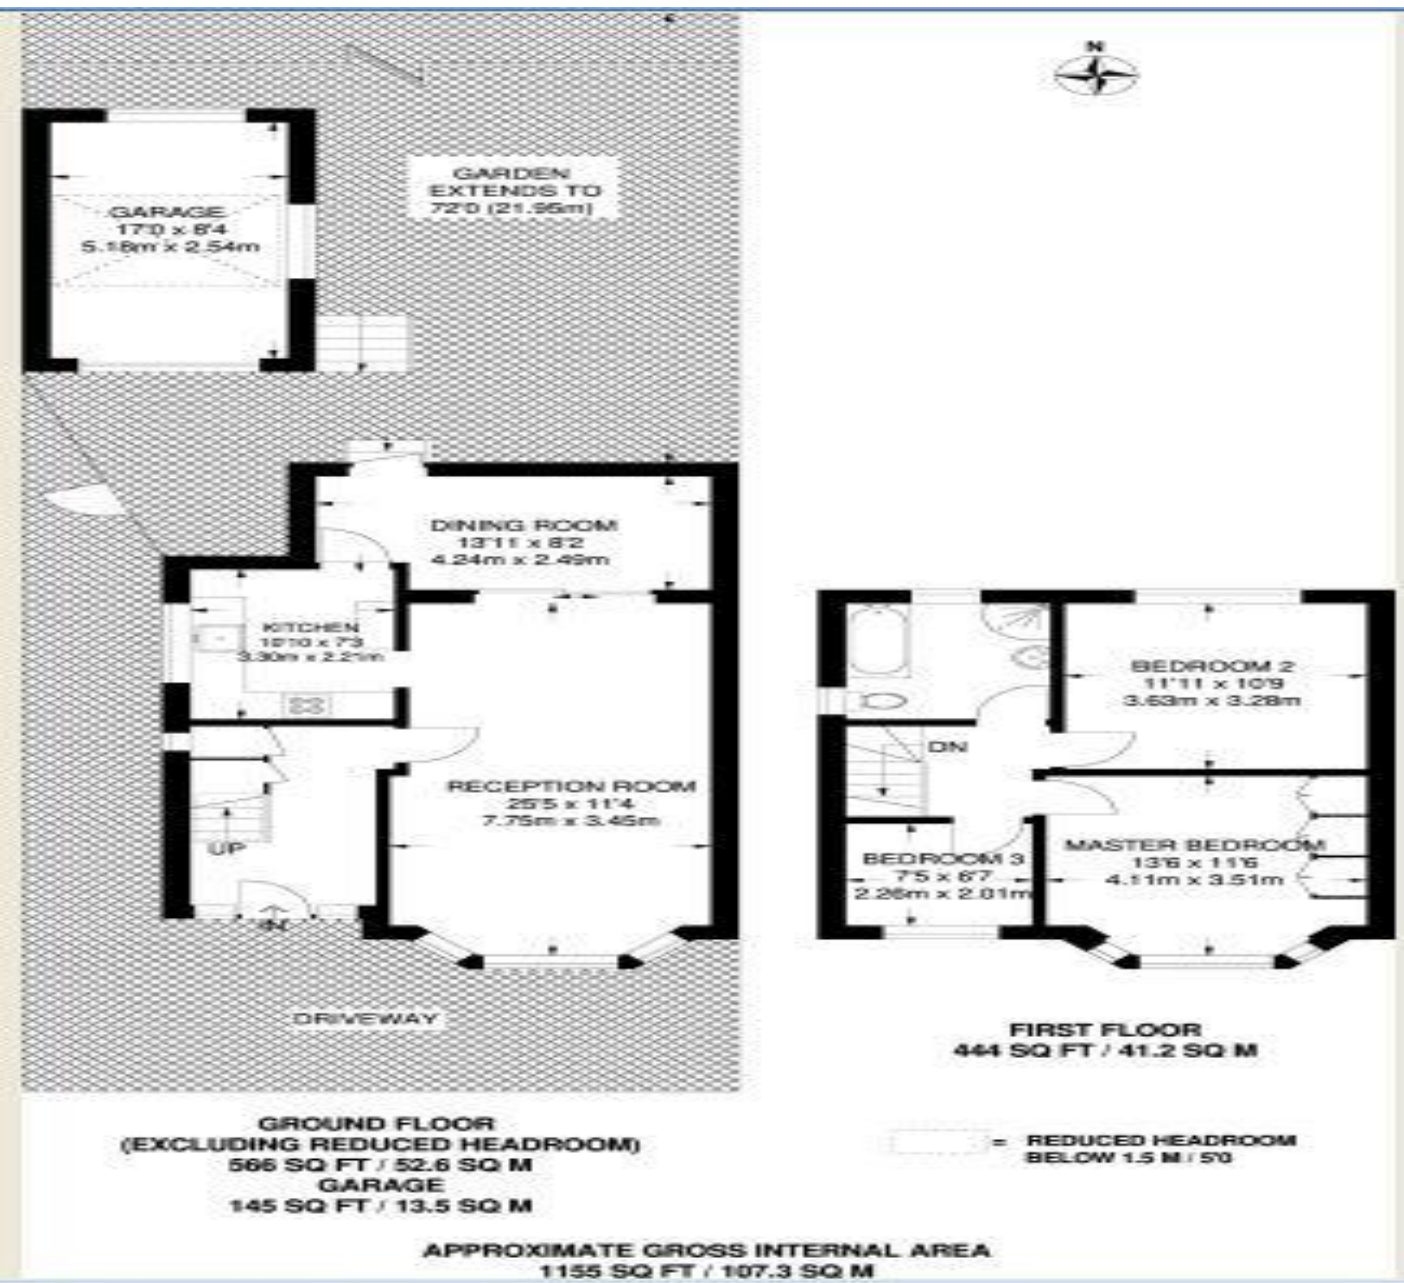 N
GARDEN
EXTENDS TO
72'0 (21.95m)
GARAGE
17'0 x 8'4
5.18m x 2.54m
DINING ROOM
13'11 x 8'2
4.24m x 2.49m
KITCHEN
10'10 x 7'3
3.30m x 2.21m
RECEPTION ROOM
25'5 x 11'4
7.75m x 3.45m
UP
IN
DRIVEWAY
BEDROOM 2
11'11 x 10'9
3.63m x 3.28m
DN
BEDROOM 3
7'5 x 6'7
2.26m x 2.01m
MASTER BEDROOM
13'6 x 11'6
4.11m x 3.51m
FIRST FLOOR
444 SQ FT / 41.2 SQ M
GROUND FLOOR
(EXCLUDING REDUCED HEADROOM)
566 SQ FT / 52.6 SQ M
GARAGE
145 SQ FT / 13.5 SQ M
= REDUCED HEADROOM
BELOW 1.5 M / 5'0
APPROXIMATE GROSS INTERNAL AREA
1155 SQ FT / 107.3 SQ M